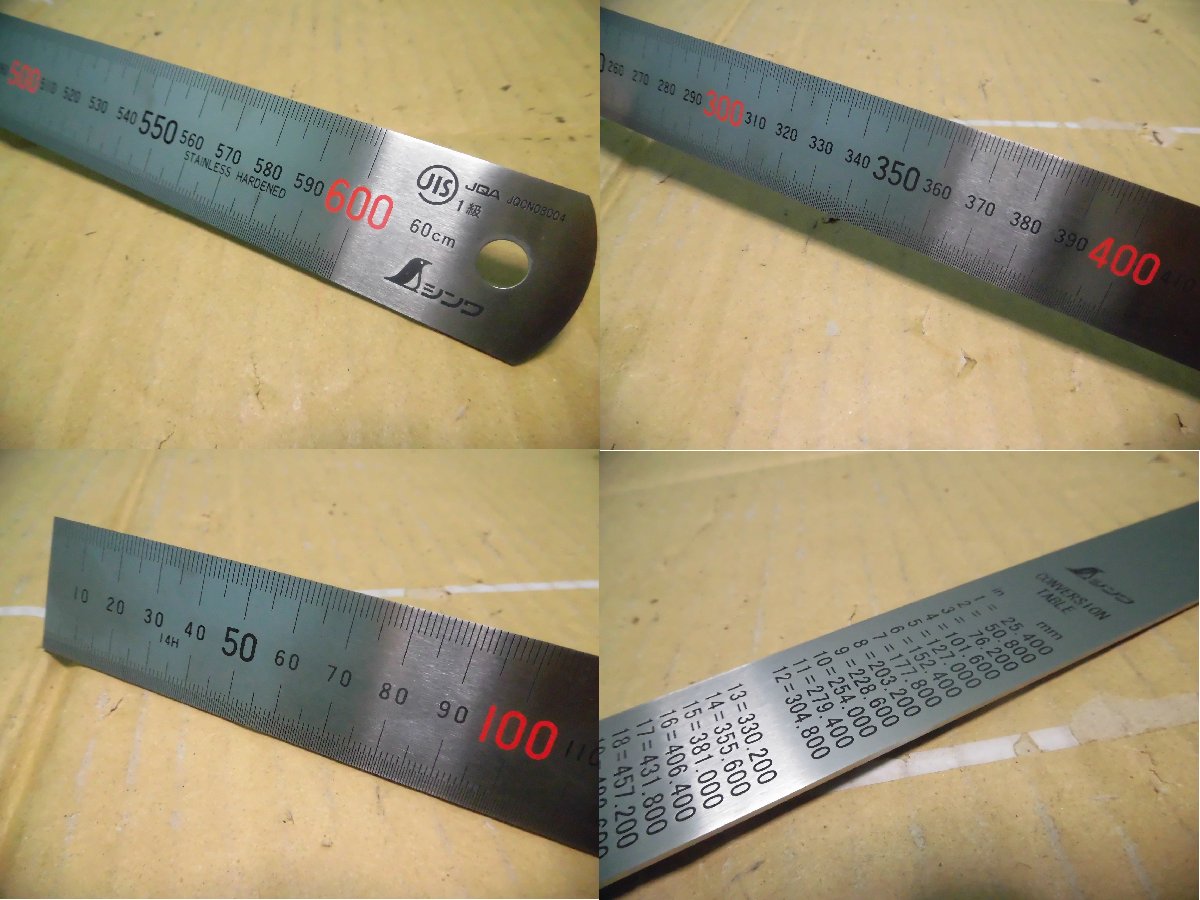 500 510 520 530 540 550 560 570 580 590 600
STAINLESS HARDENED
JIS JQA JQ0N08004
1級
60cm
シンワ
260 270 280 290 300 310 320 330 340 350 360 370 380 390 400 410
10 20 30 40 50 60 70 80 90 100 110
14H
シンワ
CONVERSION
TABLE
in mm
1 = 25.400
2 = 50.800
3 = 76.200
4 = 101.600
5 = 127.000
6 = 152.400
7 = 177.800
8 = 203.200
9 = 228.600
10 = 254.000
11 = 279.400
12 = 304.800
13 = 330.200
14 = 355.600
15 = 381.000
16 = 406.400
17 = 431.800
18 = 457.200